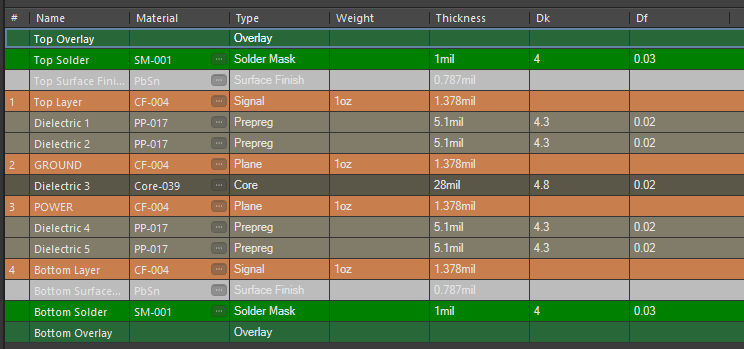 # Name Material Type Weight Thickness Dk Df
Top Overlay Overlay
Top Solder SM-001 ... Solder Mask 1mil 4 0.03
Top Surface Fini... PbSn ... Surface Finish 0.787mil
1 Top Layer CF-004 ... Signal 1oz 1.378mil
Dielectric 1 PP-017 ... Prepreg 5.1mil 4.3 0.02
Dielectric 2 PP-017 ... Prepreg 5.1mil 4.3 0.02
2 GROUND CF-004 ... Plane 1oz 1.378mil
Dielectric 3 Core-039 ... Core 28mil 4.8 0.02
3 POWER CF-004 ... Plane 1oz 1.378mil
Dielectric 4 PP-017 ... Prepreg 5.1mil 4.3 0.02
Dielectric 5 PP-017 ... Prepreg 5.1mil 4.3 0.02
4 Bottom Layer CF-004 ... Signal 1oz 1.378mil
Bottom Surface... PbSn ... Surface Finish 0.787mil
Bottom Solder SM-001 ... Solder Mask 1mil 4 0.03
Bottom Overlay Overlay